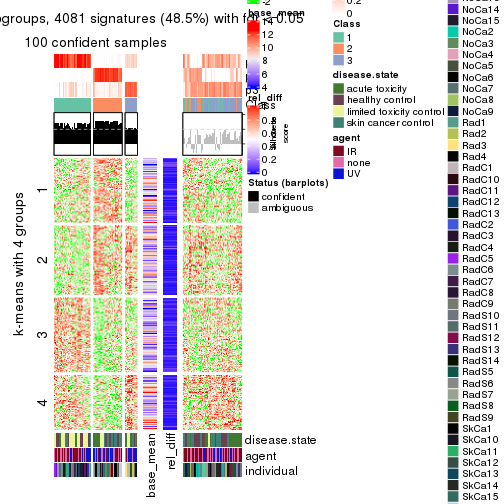 groups, 4081 signatures (48.5%) with fdr < 0.05
100 confident samples
k-means with 4 groups
1
2
3
4
base_mean
rel_diff
disease.state
agent
individual
-2
base_mean
14
12
10
8
6
4
rel_diff
0.8
0.6
0.4
0.2
0
Silhouette
score
Status (barplots)
confident
ambiguous
0.2
0
Class
1
2
3
disease.state
acute toxicity
healthy control
limited toxicity control
skin cancer control
agent
IR
none
UV
NoCa14
NoCa15
NoCa2
NoCa3
NoCa4
NoCa5
NoCa6
NoCa7
NoCa8
NoCa9
Rad1
Rad2
Rad3
Rad4
RadC1
RadC10
RadC11
RadC12
RadC13
RadC2
RadC3
RadC4
RadC5
RadC6
RadC7
RadC8
RadC9
RadS10
RadS11
RadS12
RadS13
RadS14
RadS5
RadS6
RadS7
RadS8
RadS9
SkCa1
SkCa10
SkCa11
SkCa12
SkCa13
SkCa14
SkCa15